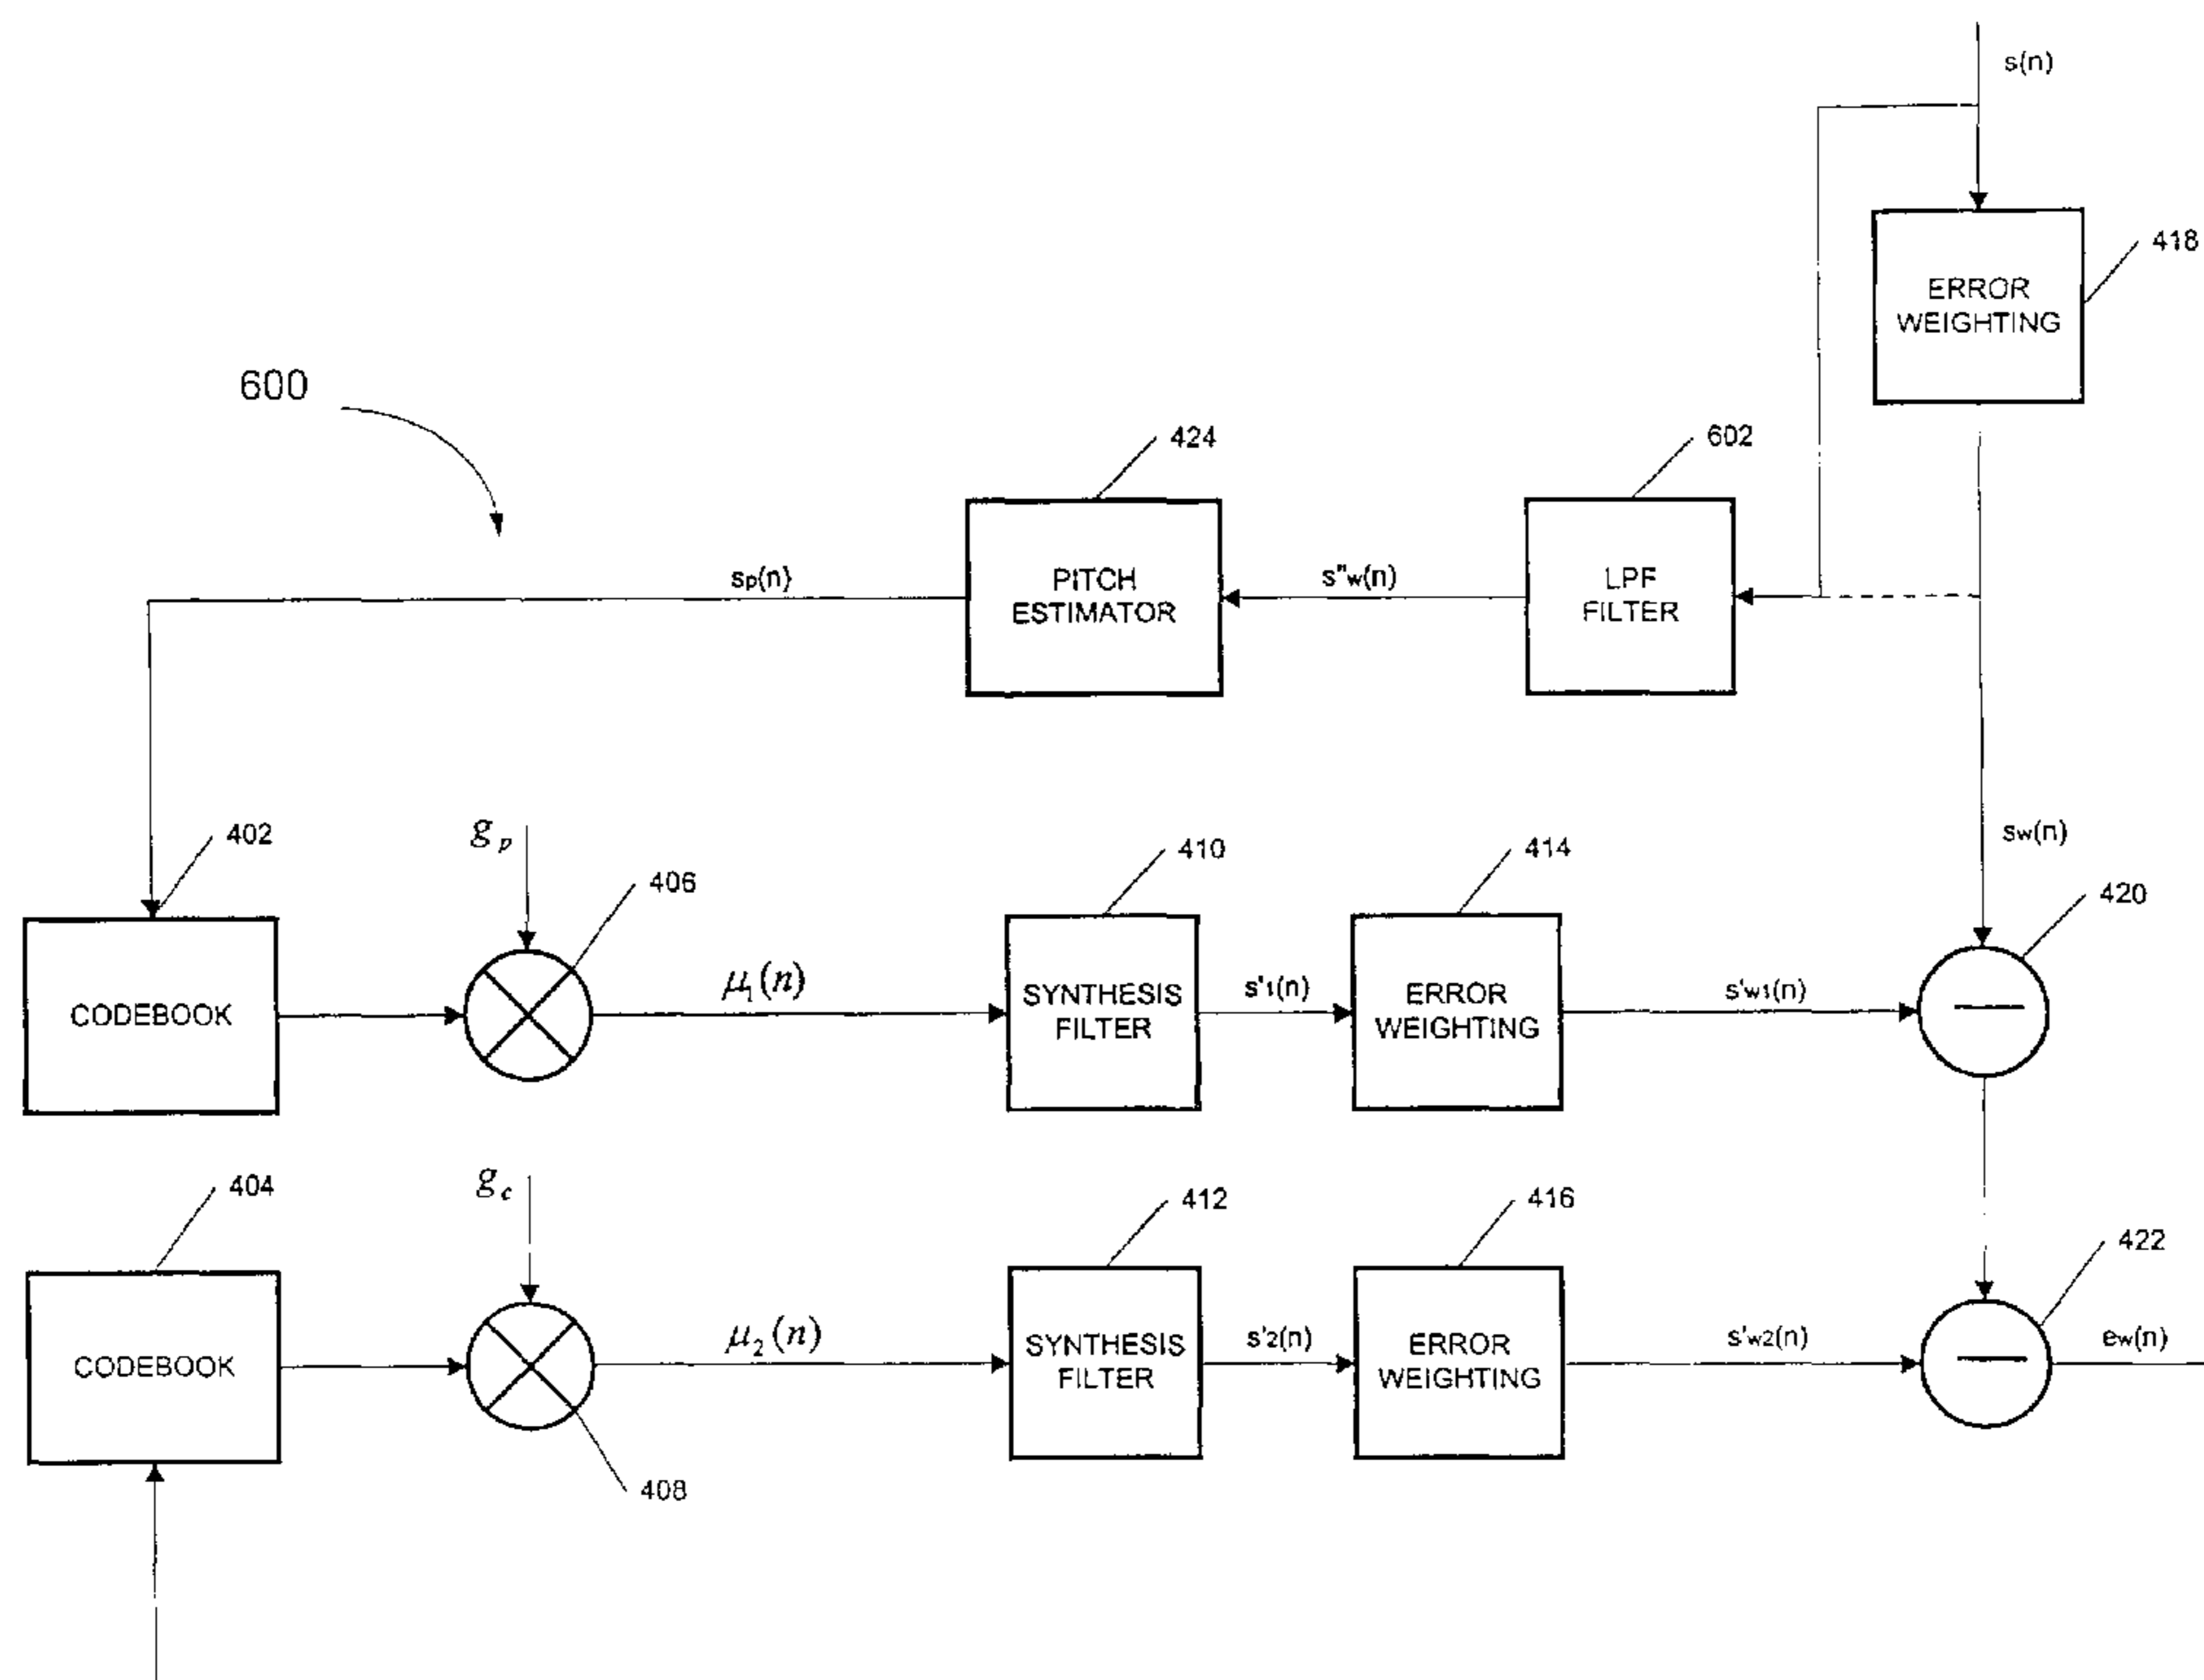 s(n)
418
ERROR
WEIGHTING
600
424
602
sp(n)
PITCH
ESTIMATOR
s"w(n)
LPF
FILTER
402
gp
406
410
414
sw(n)
420
CODEBOOK
μ1(n)
SYNTHESIS
FILTER
s'1(n)
ERROR
WEIGHTING
s'w1(n)
404
gc
412
416
422
CODEBOOK
μ2(n)
SYNTHESIS
FILTER
s'2(n)
ERROR
WEIGHTING
s'w2(n)
ew(n)
408